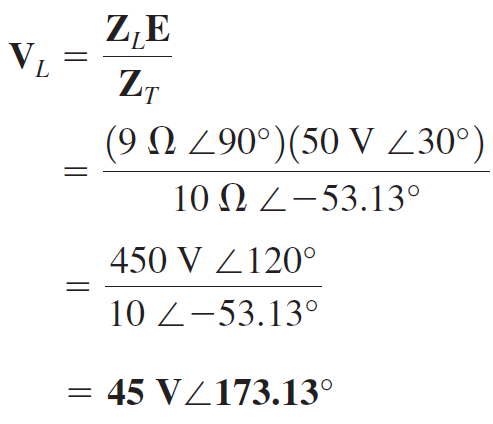 V_L = Z_L E / Z_T
= (9 Ω ∠90°)(50 V ∠30°) / 10 Ω ∠−53.13°
= 450 V ∠120° / 10 ∠−53.13°
= 45 V∠173.13°